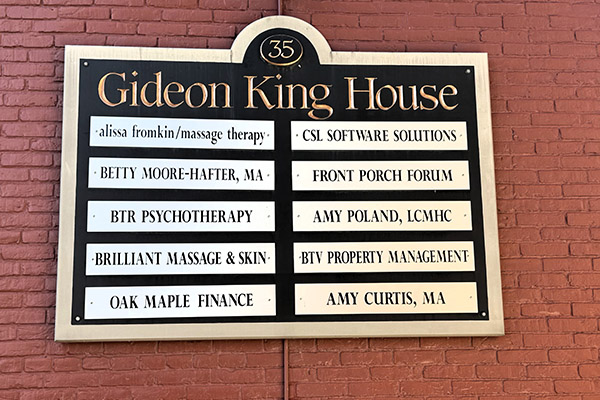 35
Gideon King House
alissa fromkin/massage therapy
CSL SOFTWARE SOLUTIONS
BETTY MOORE-HAFTER, MA
FRONT PORCH FORUM
BTR PSYCHOTHERAPY
AMY POLAND, LCMHC
BRILLIANT MASSAGE & SKIN
BTV PROPERTY MANAGEMENT
OAK MAPLE FINANCE
AMY CURTIS, MA